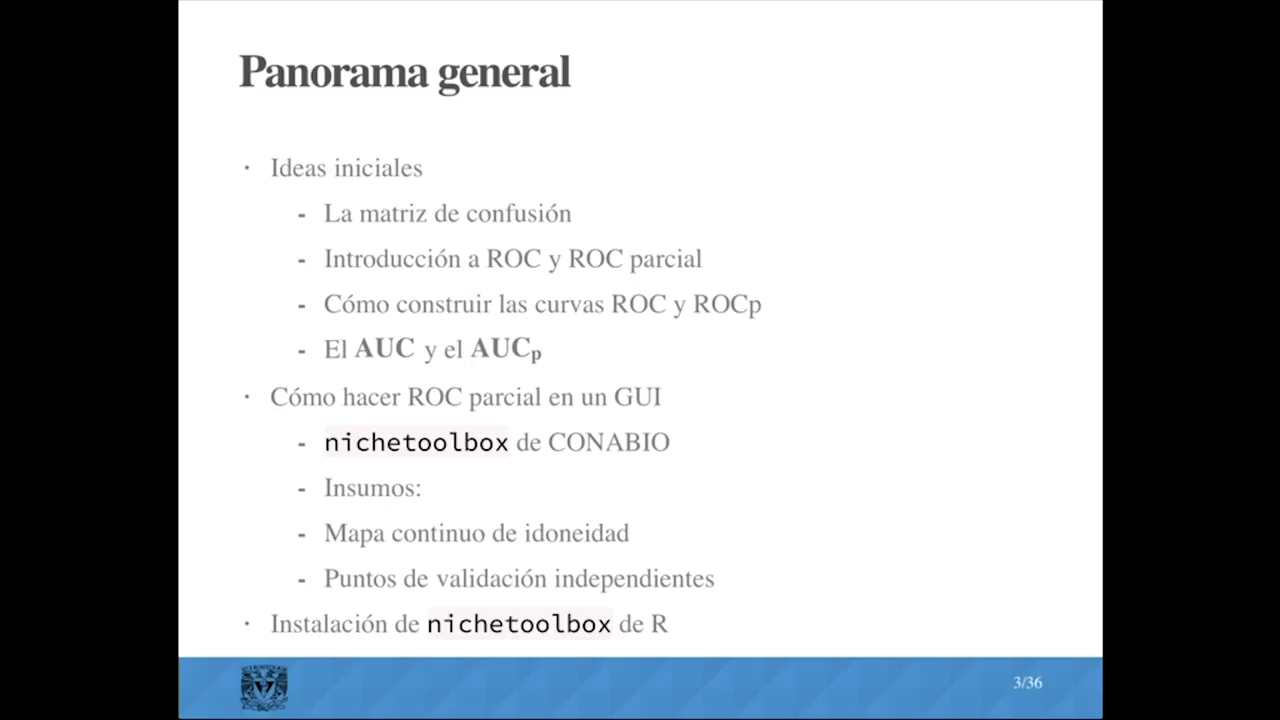 Panorama general
· Ideas iniciales
- La matriz de confusión
- Introducción a ROC y ROC parcial
- Cómo construir las curvas ROC y ROCp
- El AUC y el AUCp
· Cómo hacer ROC parcial en un GUI
- nichetoolbox de CONABIO
- Insumos:
- Mapa continuo de idoneidad
- Puntos de validación independientes
· Instalación de nichetoolbox de R
3/36